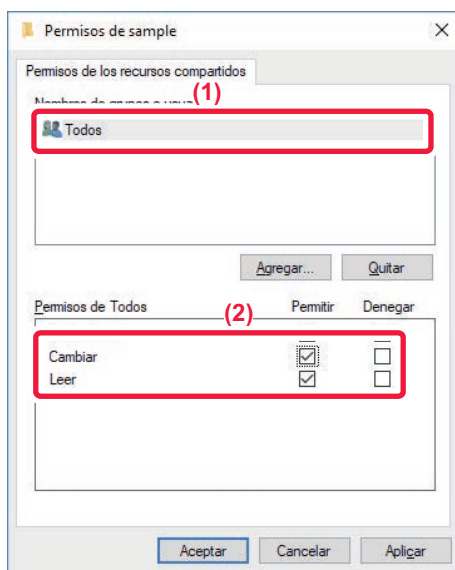 Permisos de sample
Permisos de los recursos compartidos
(1)
Todos
Agregar... Quitar
Permisos de Todos (2) Permitir Denegar
Cambiar
Leer
Aceptar Cancelar Aplicar